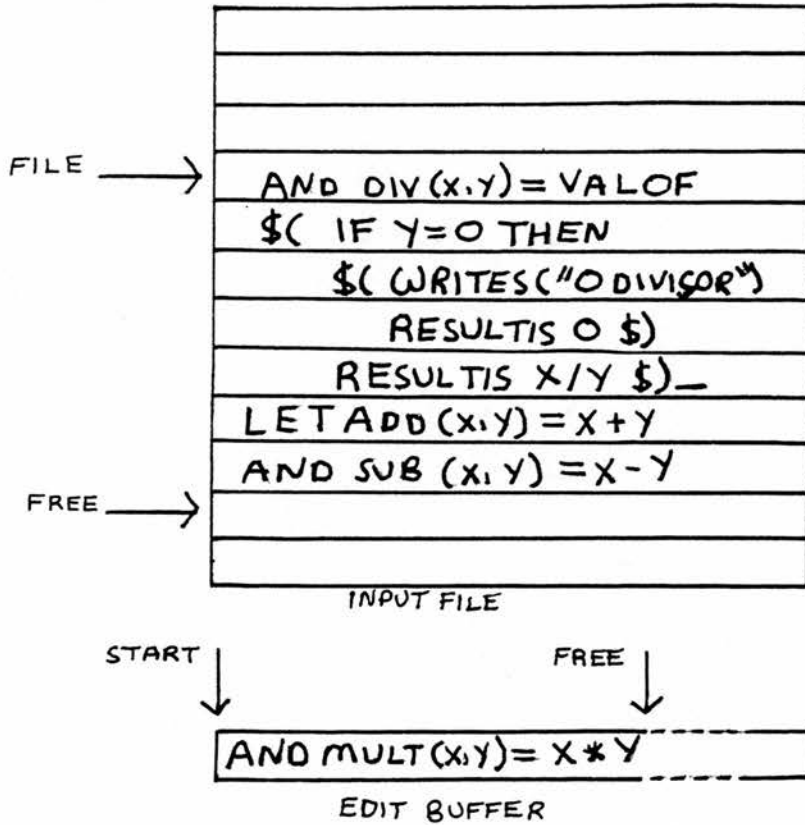 FILE
AND DIV(X,Y)=VALOF
$( IF Y=0 THEN
$( WRITES("0 DIVISOR")
RESULTIS 0 $)
RESULTIS X/Y $)_
LET ADD(X,Y)=X+Y
AND SUB (X,Y)=X-Y
FREE
INPUT FILE
START FREE
AND MULT(X,Y)= X*Y
EDIT BUFFER